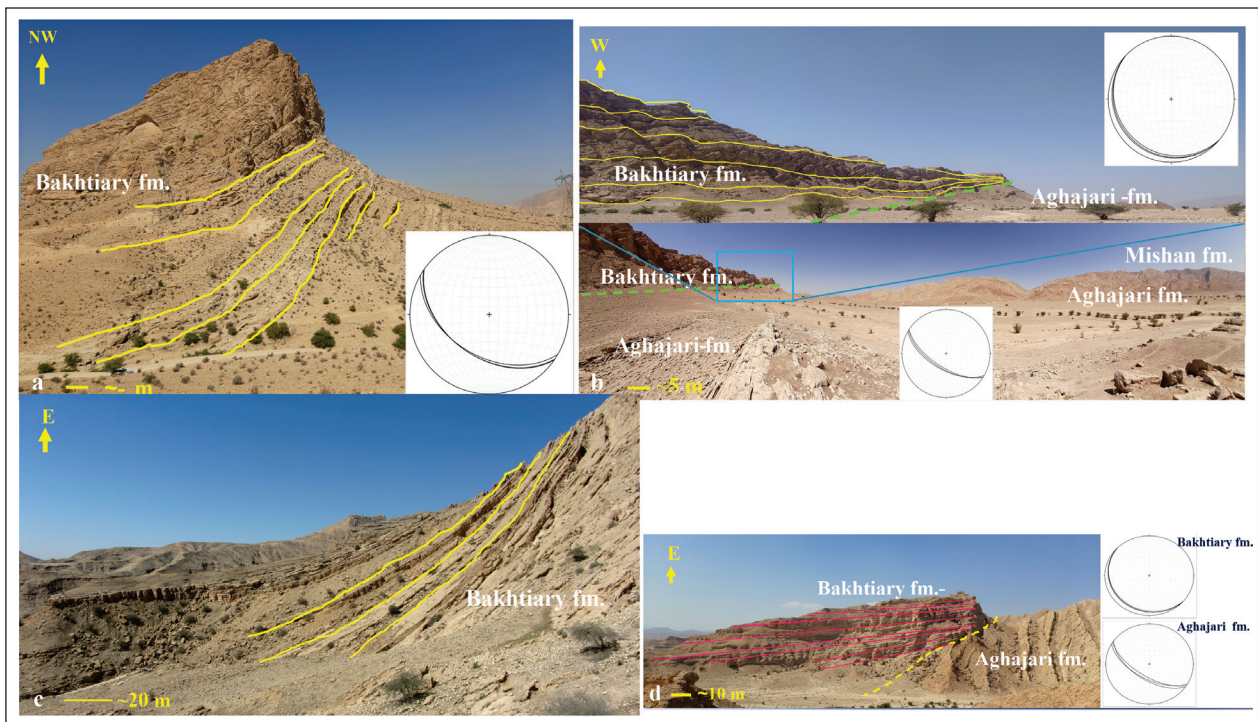 NW
Bakhtiary fm.
a
~- m
W
Bakhtiary fm.
Aghajari -fm.
Mishan fm.
Bakhtiary fm.
Aghajari fm.
Aghajari-fm.
b
~5 m
E
Bakhtiary fm.
c
~20 m
E
Bakhtiary fm.-
Aghajari fm.
d
~10 m
Bakhtiary fm.
Aghajari fm.